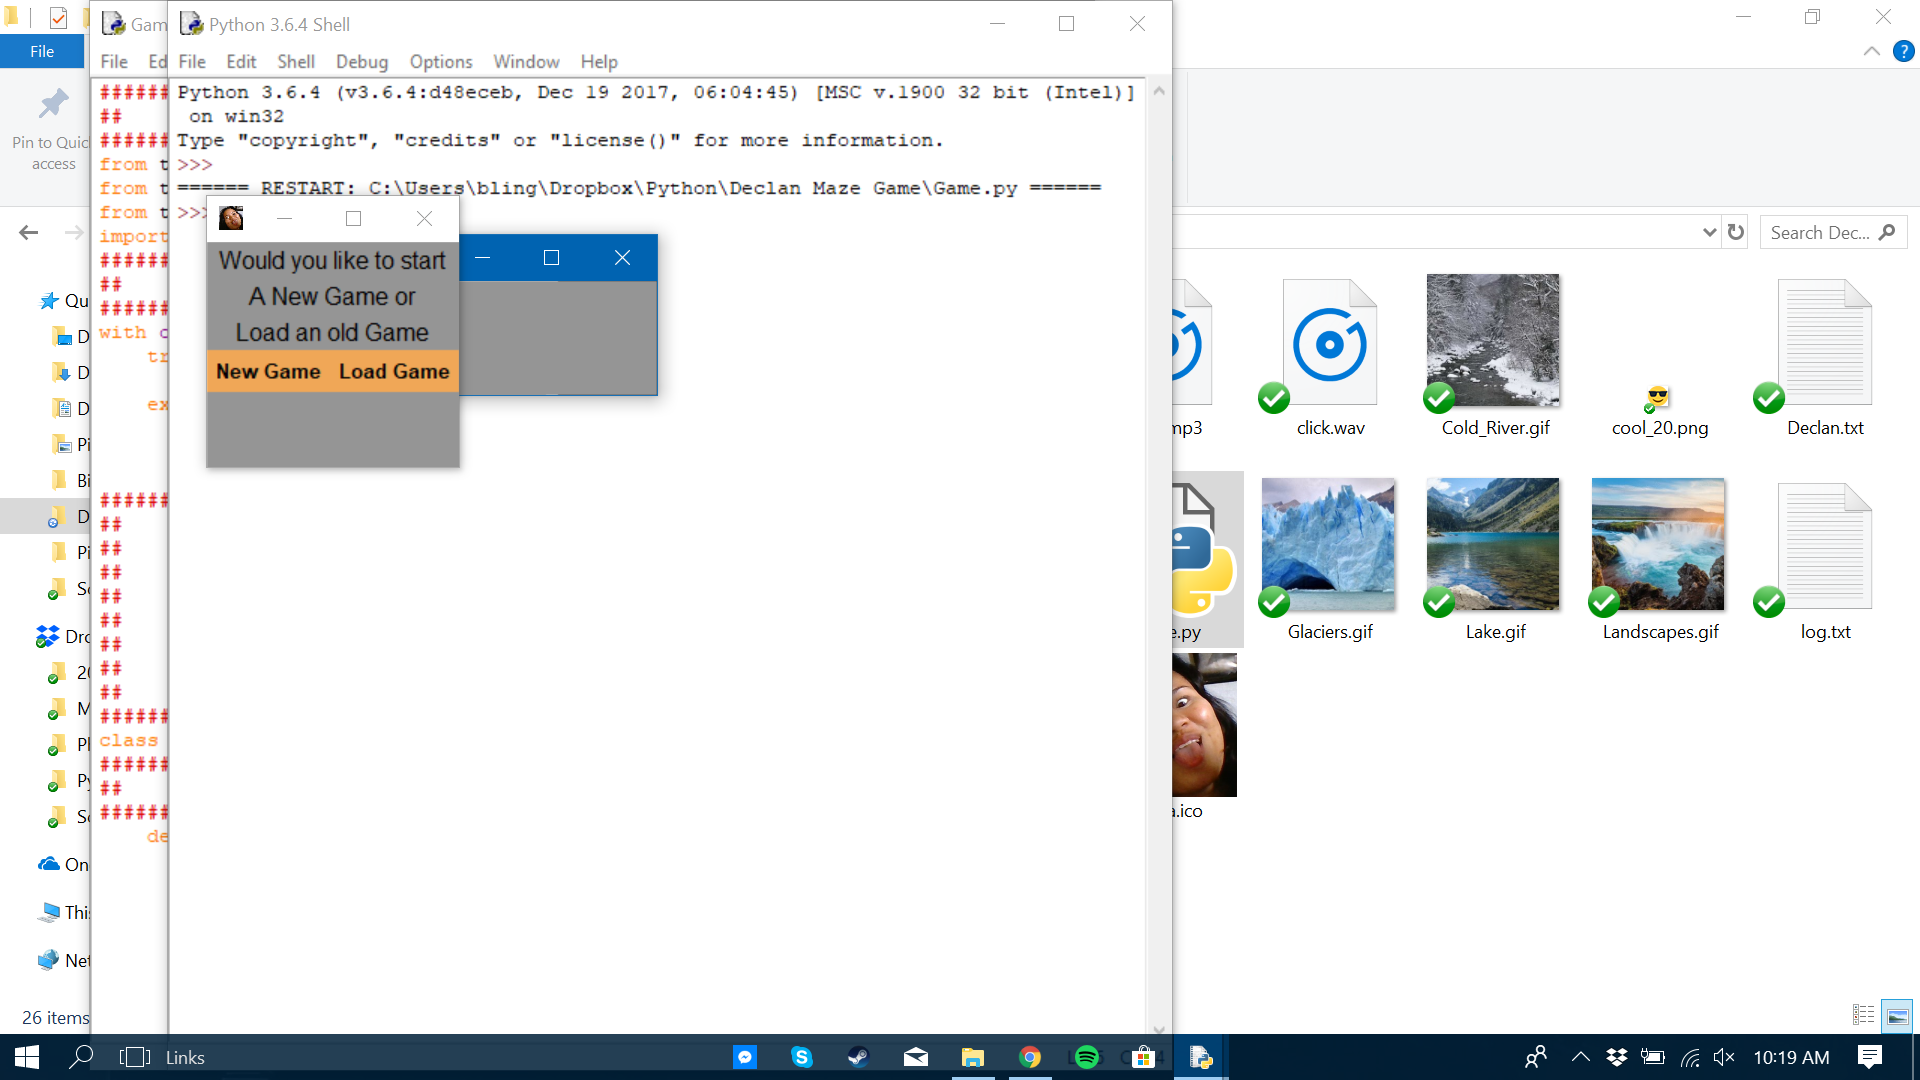 File
Pin to Quic
access
Qu
D
D
D
Pi
Bi
D
Pi
Sc
Dro
20
M
Pl
Py
Sc
On
This
Net
26 items
Gam
File Ed
#######
##
#######
from t
from t
from t
import
#######
##
#######
with o
tr
ex
#######
##
##
##
##
##
##
##
##
#######
class
#######
##
#######
de
Python 3.6.4 Shell
File Edit Shell Debug Options Window Help
Python 3.6.4 (v3.6.4:d48eceb, Dec 19 2017, 06:04:45) [MSC v.1900 32 bit (Intel)]
on win32
Type "copyright", "credits" or "license()" for more information.
>>>
====== RESTART: C:\Users\bling\Dropbox\Python\Declan Maze Game\Game.py ======
>>>
Would you like to start
A New Game or
Load an old Game
New Game Load Game
Search Dec...
mp3
click.wav
Cold_River.gif
cool_20.png
Declan.txt
e.py
Glaciers.gif
Lake.gif
Landscapes.gif
log.txt
a.ico
Links
10:19 AM